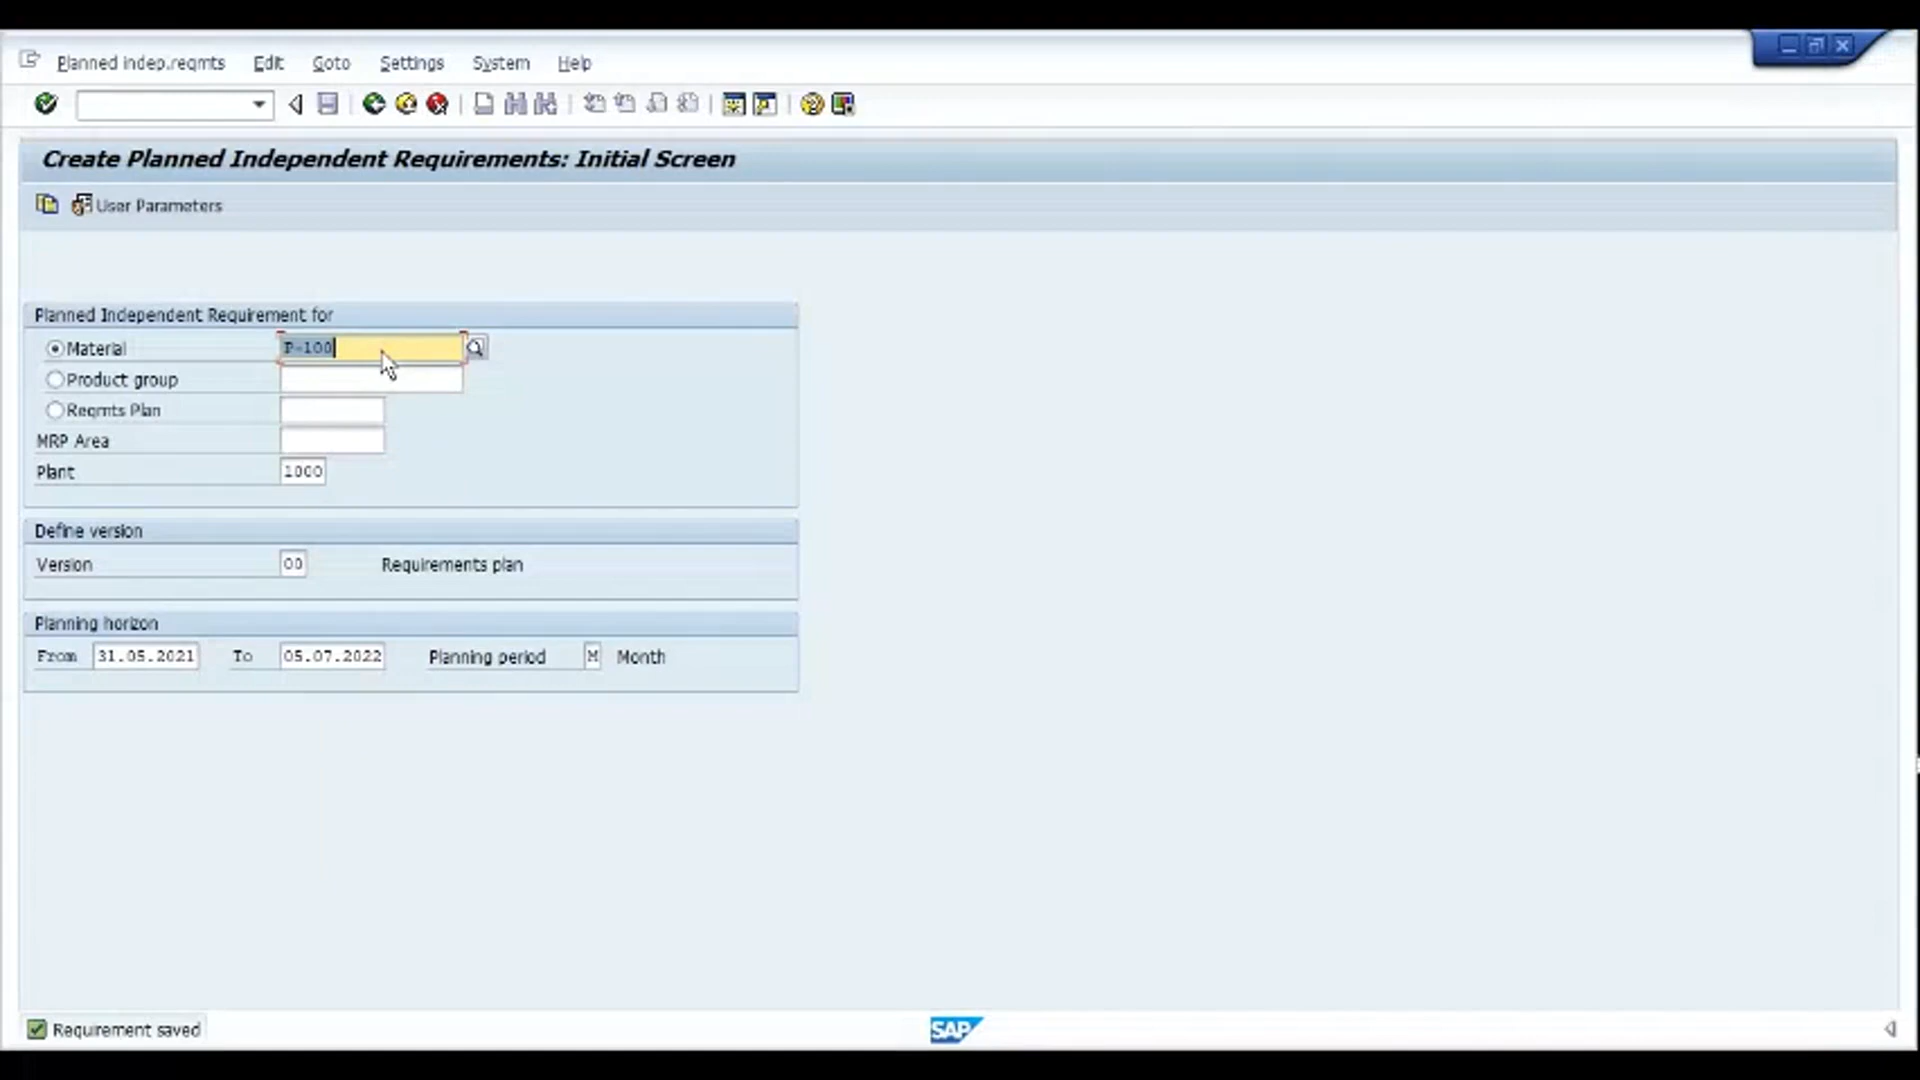 Planned indep.reqmts Edit Goto Settings System Help
Create Planned Independent Requirements: Initial Screen
User Parameters
Planned Independent Requirement for
Material P-100
Product group
Reqmts Plan
MRP Area
Plant 1000
Define version
Version 00 Requirements plan
Planning horizon
From 31.05.2021 To 05.07.2022 Planning period M Month
Requirement saved
SAP